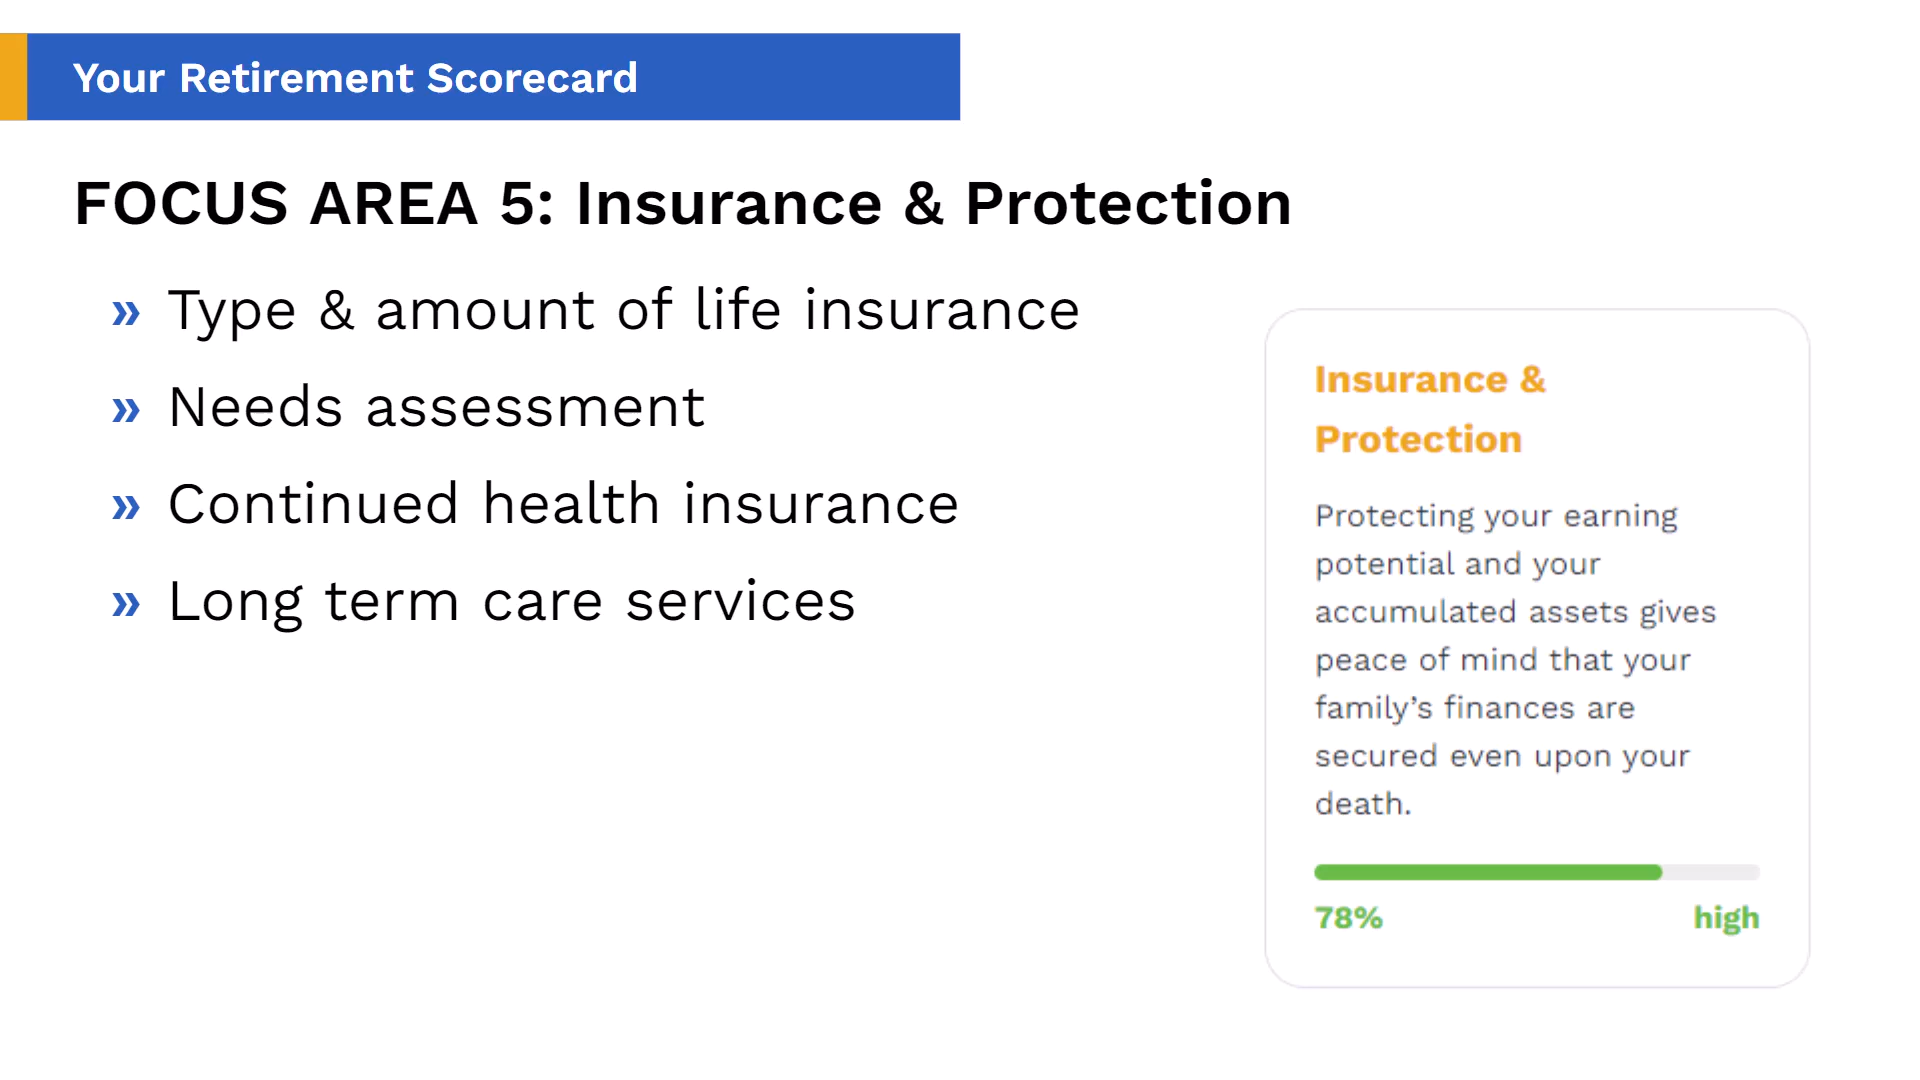 Your Retirement Scorecard
FOCUS AREA 5: Insurance & Protection
» Type & amount of life insurance
» Needs assessment
» Continued health insurance
» Long term care services
Insurance &
Protection
Protecting your earning
potential and your
accumulated assets gives
peace of mind that your
family’s finances are
secured even upon your
death.
78% high